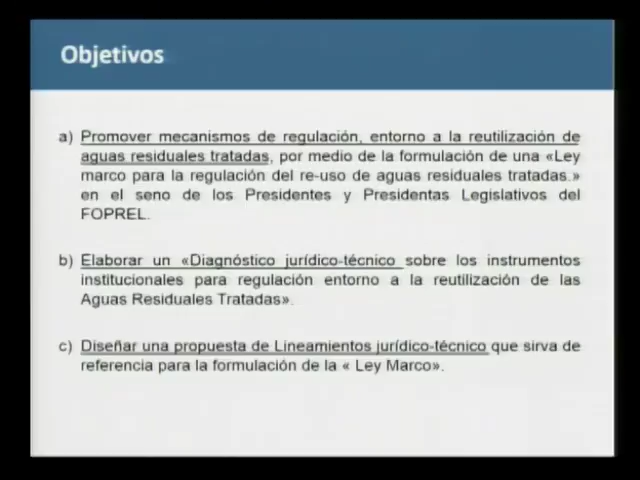 Objetivos
a) Promover mecanismos de regulación, entorno a la reutilización de
aguas residuales tratadas, por medio de la formulación de una «Ley
marco para la regulación del re-uso de aguas residuales tratadas.»
en el seno de los Presidentes y Presidentas Legislativos del
FOPREL.
b) Elaborar un «Diagnóstico jurídico-técnico sobre los instrumentos
institucionales para regulación entorno a la reutilización de las
Aguas Residuales Tratadas».
c) Diseñar una propuesta de Lineamientos jurídico-técnico que sirva de
referencia para la formulación de la « Ley Marco».